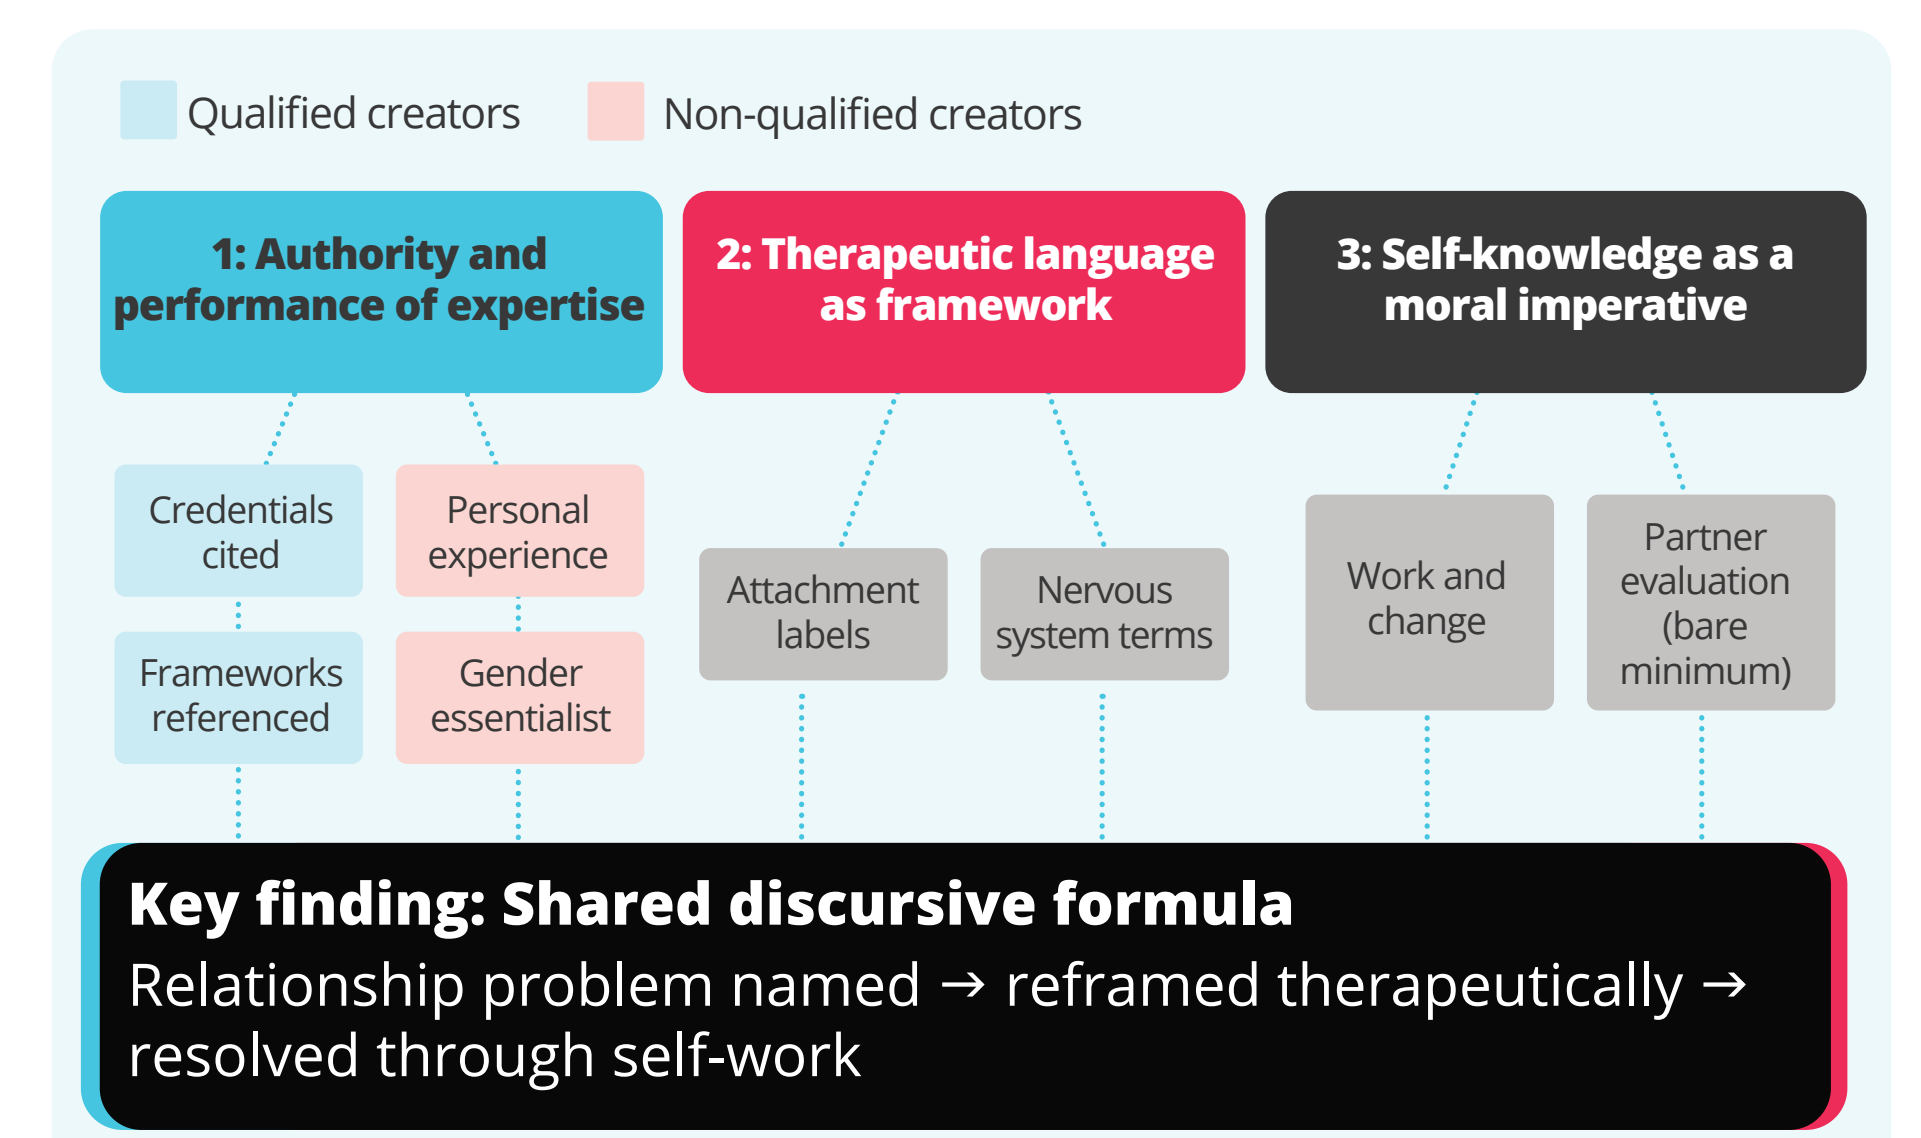 Qualified creators
Non-qualified creators
1: Authority and
performance of expertise
2: Therapeutic language
as framework
3: Self-knowledge as a
moral imperative
Credentials
cited
Personal
experience
Frameworks
referenced
Gender
essentialist
Attachment
labels
Nervous
system terms
Work and
change
Partner
evaluation
(bare
minimum)
Key finding: Shared discursive formula
Relationship problem named → reframed therapeutically →
resolved through self-work